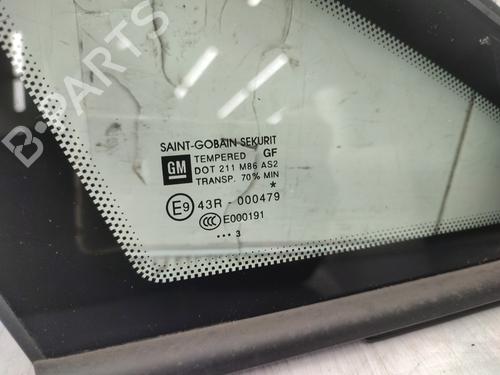 B-PARTS
SAINT-GOBAIN SEKURIT
GM TEMPERED GF
DOT 211 M86 AS2
TRANSP. 70% MIN
*
E9 43R - 000479
CCC E000191
••• 3